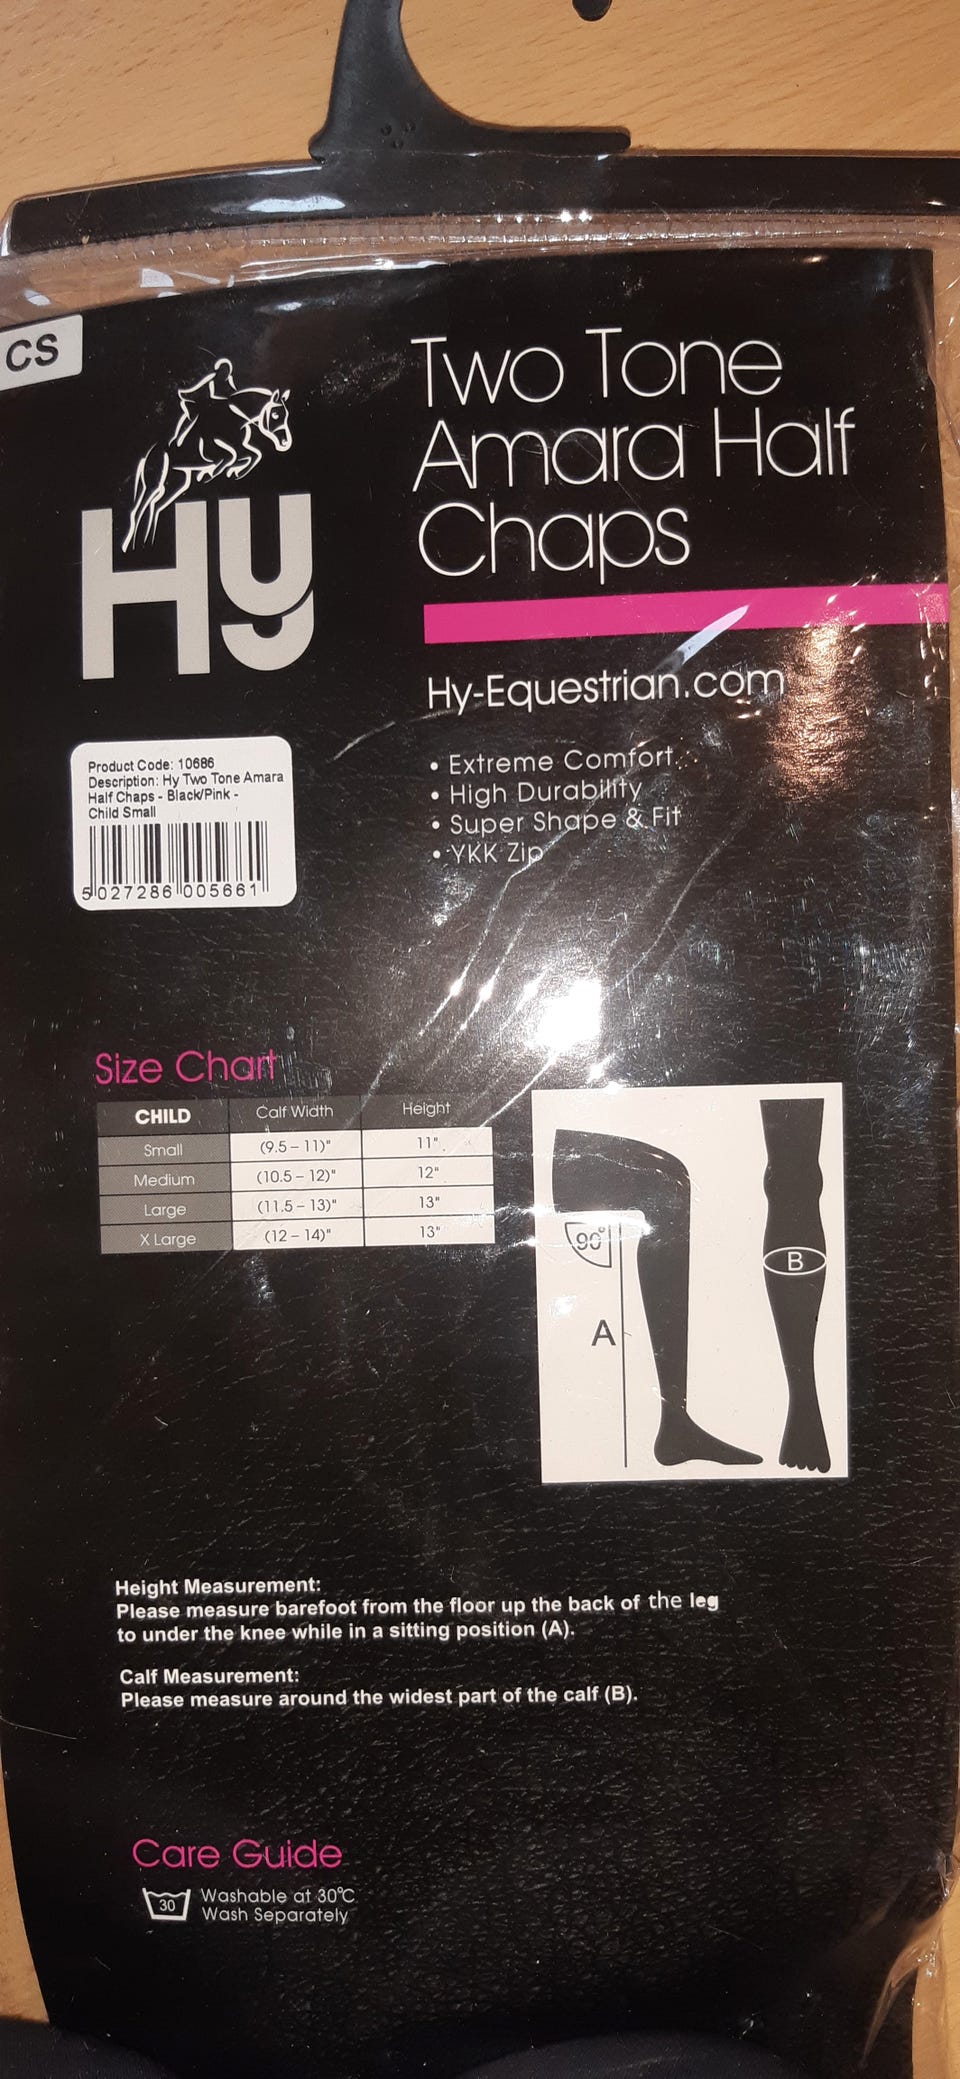 CS
Hy
Two Tone
Amara Half
Chaps
Hy-Equestrian.com
• Extreme Comfort
• High Durability
• Super Shape & Fit
• YKK Zip
Product Code: 10686
Description: Hy Two Tone Amara
Half Chaps - Black/Pink -
Child Small
5 027286 005661
Size Chart
CHILD Calf Width Height
Small (9.5 – 11)" 11"
Medium (10.5 – 12)" 12"
Large (11.5 – 13)" 13"
X Large (12 – 14)" 13"
90°
A
B
Height Measurement:
Please measure barefoot from the floor up the back of the leg
to under the knee while in a sitting position (A).
Calf Measurement:
Please measure around the widest part of the calf (B).
Care Guide
30
Washable at 30°C
Wash Separately